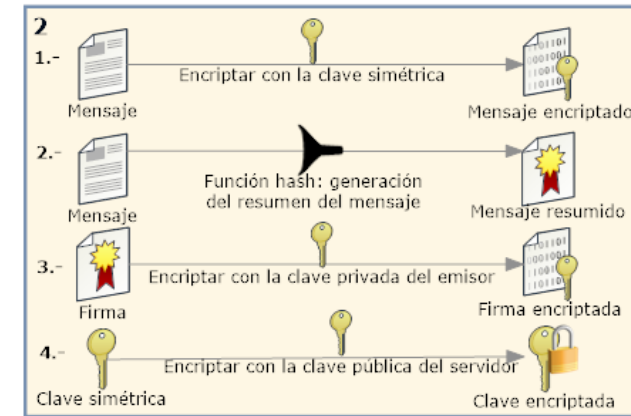 2
1.-
Encriptar con la clave simétrica
Mensaje
Mensaje encriptado
2.-
Función hash: generación
del resumen del mensaje
Mensaje
Mensaje resumido
3.-
Encriptar con la clave privada del emisor
Firma
Firma encriptada
4.-
Encriptar con la clave pública del servidor
Clave simétrica
Clave encriptada